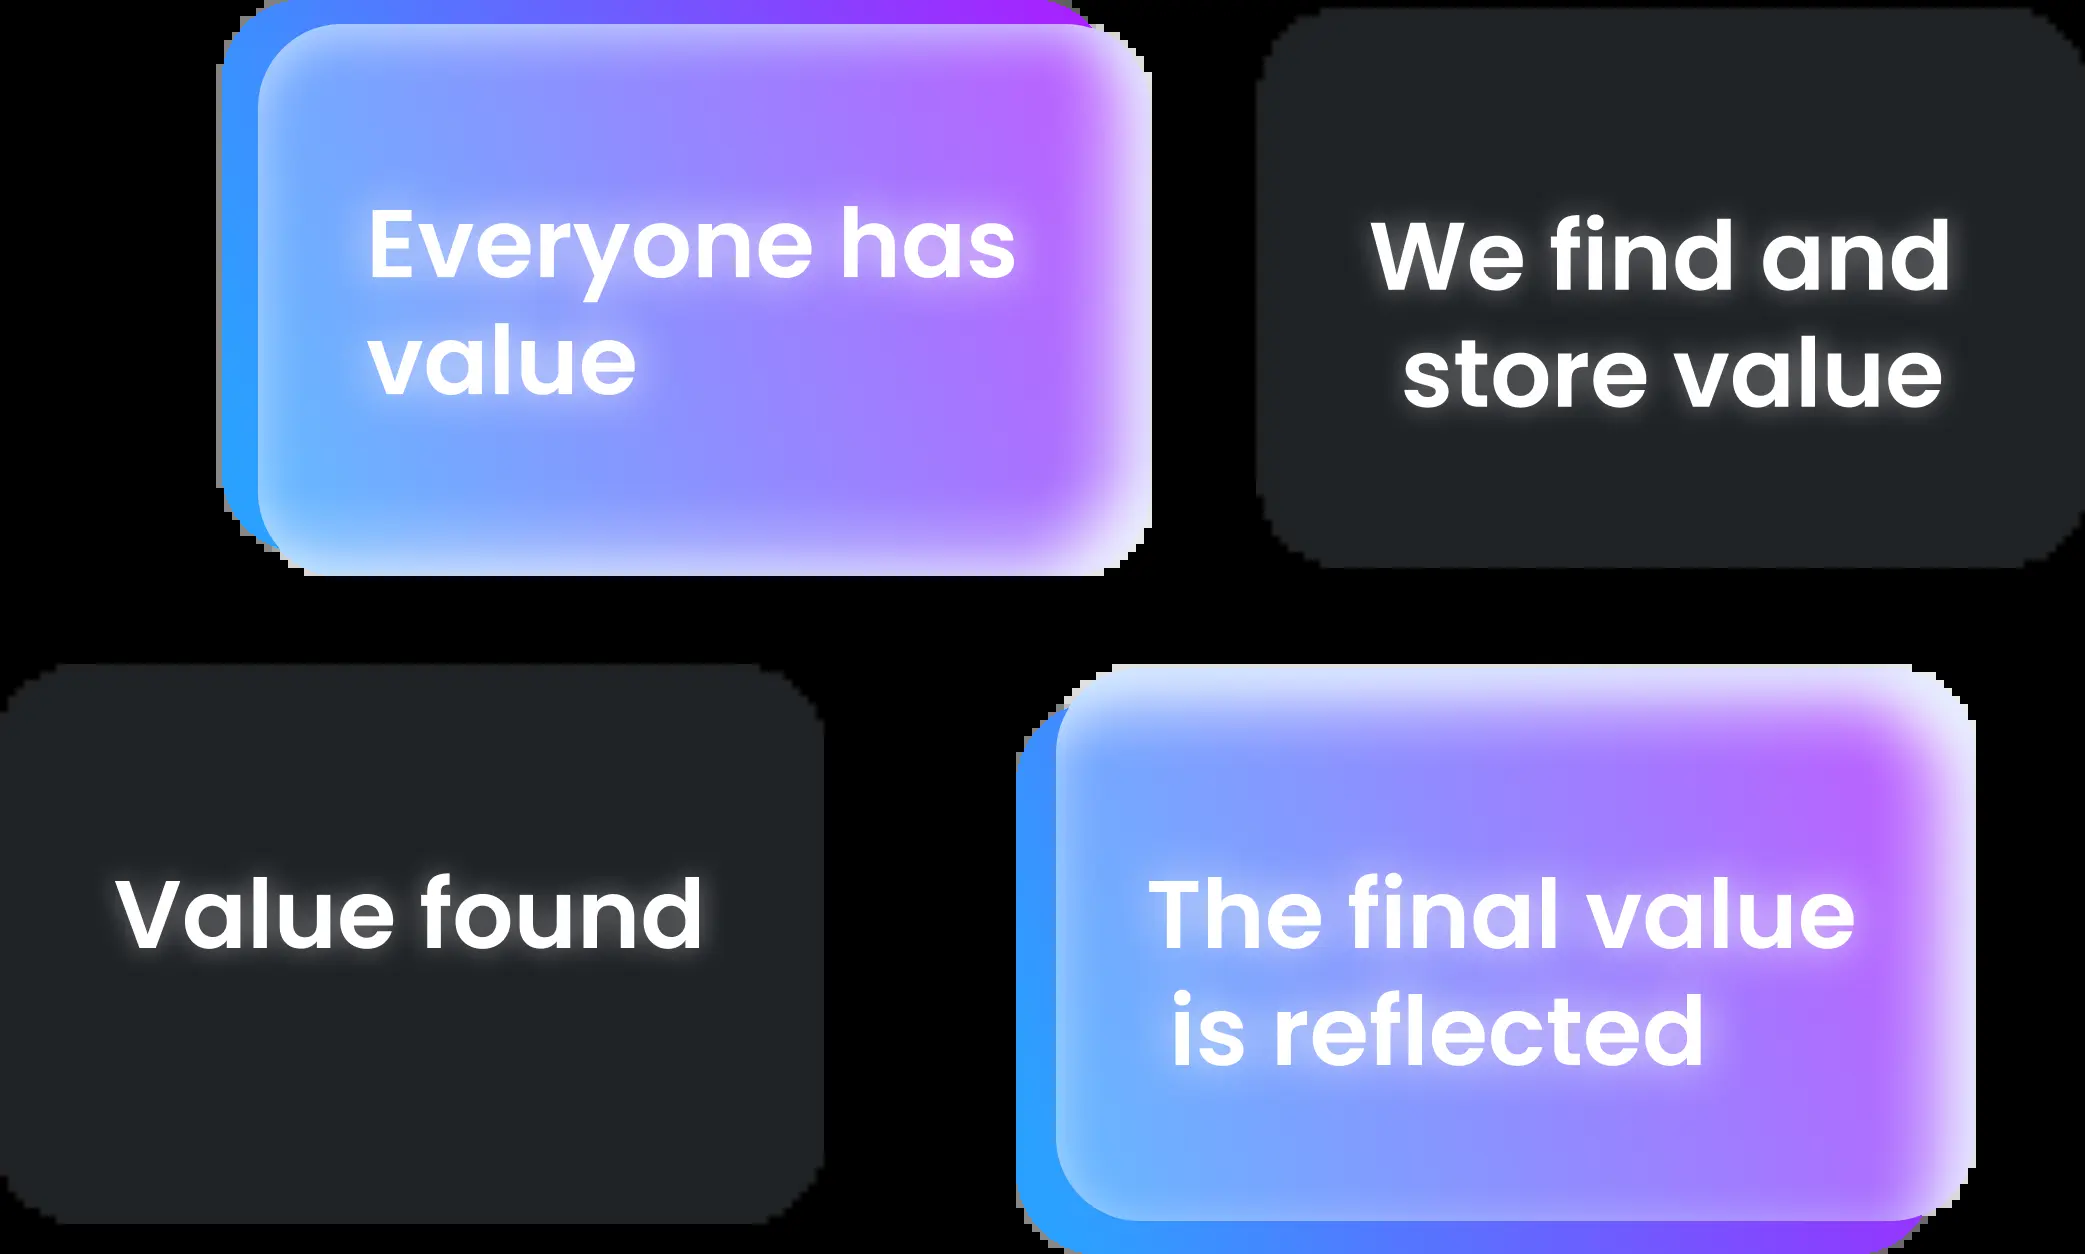 Everyone has
value
We find and
store value
Value found
The final value
is reflected